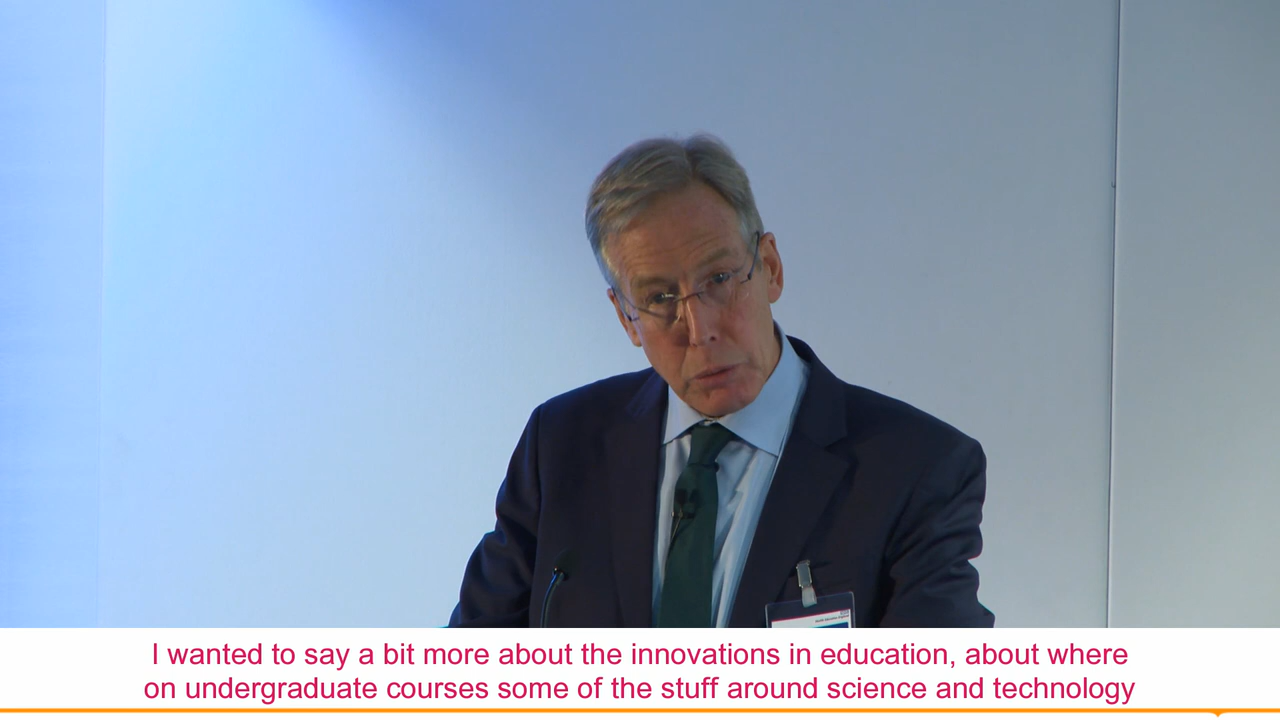 I wanted to say a bit more about the innovations in education, about where
on undergraduate courses some of the stuff around science and technology